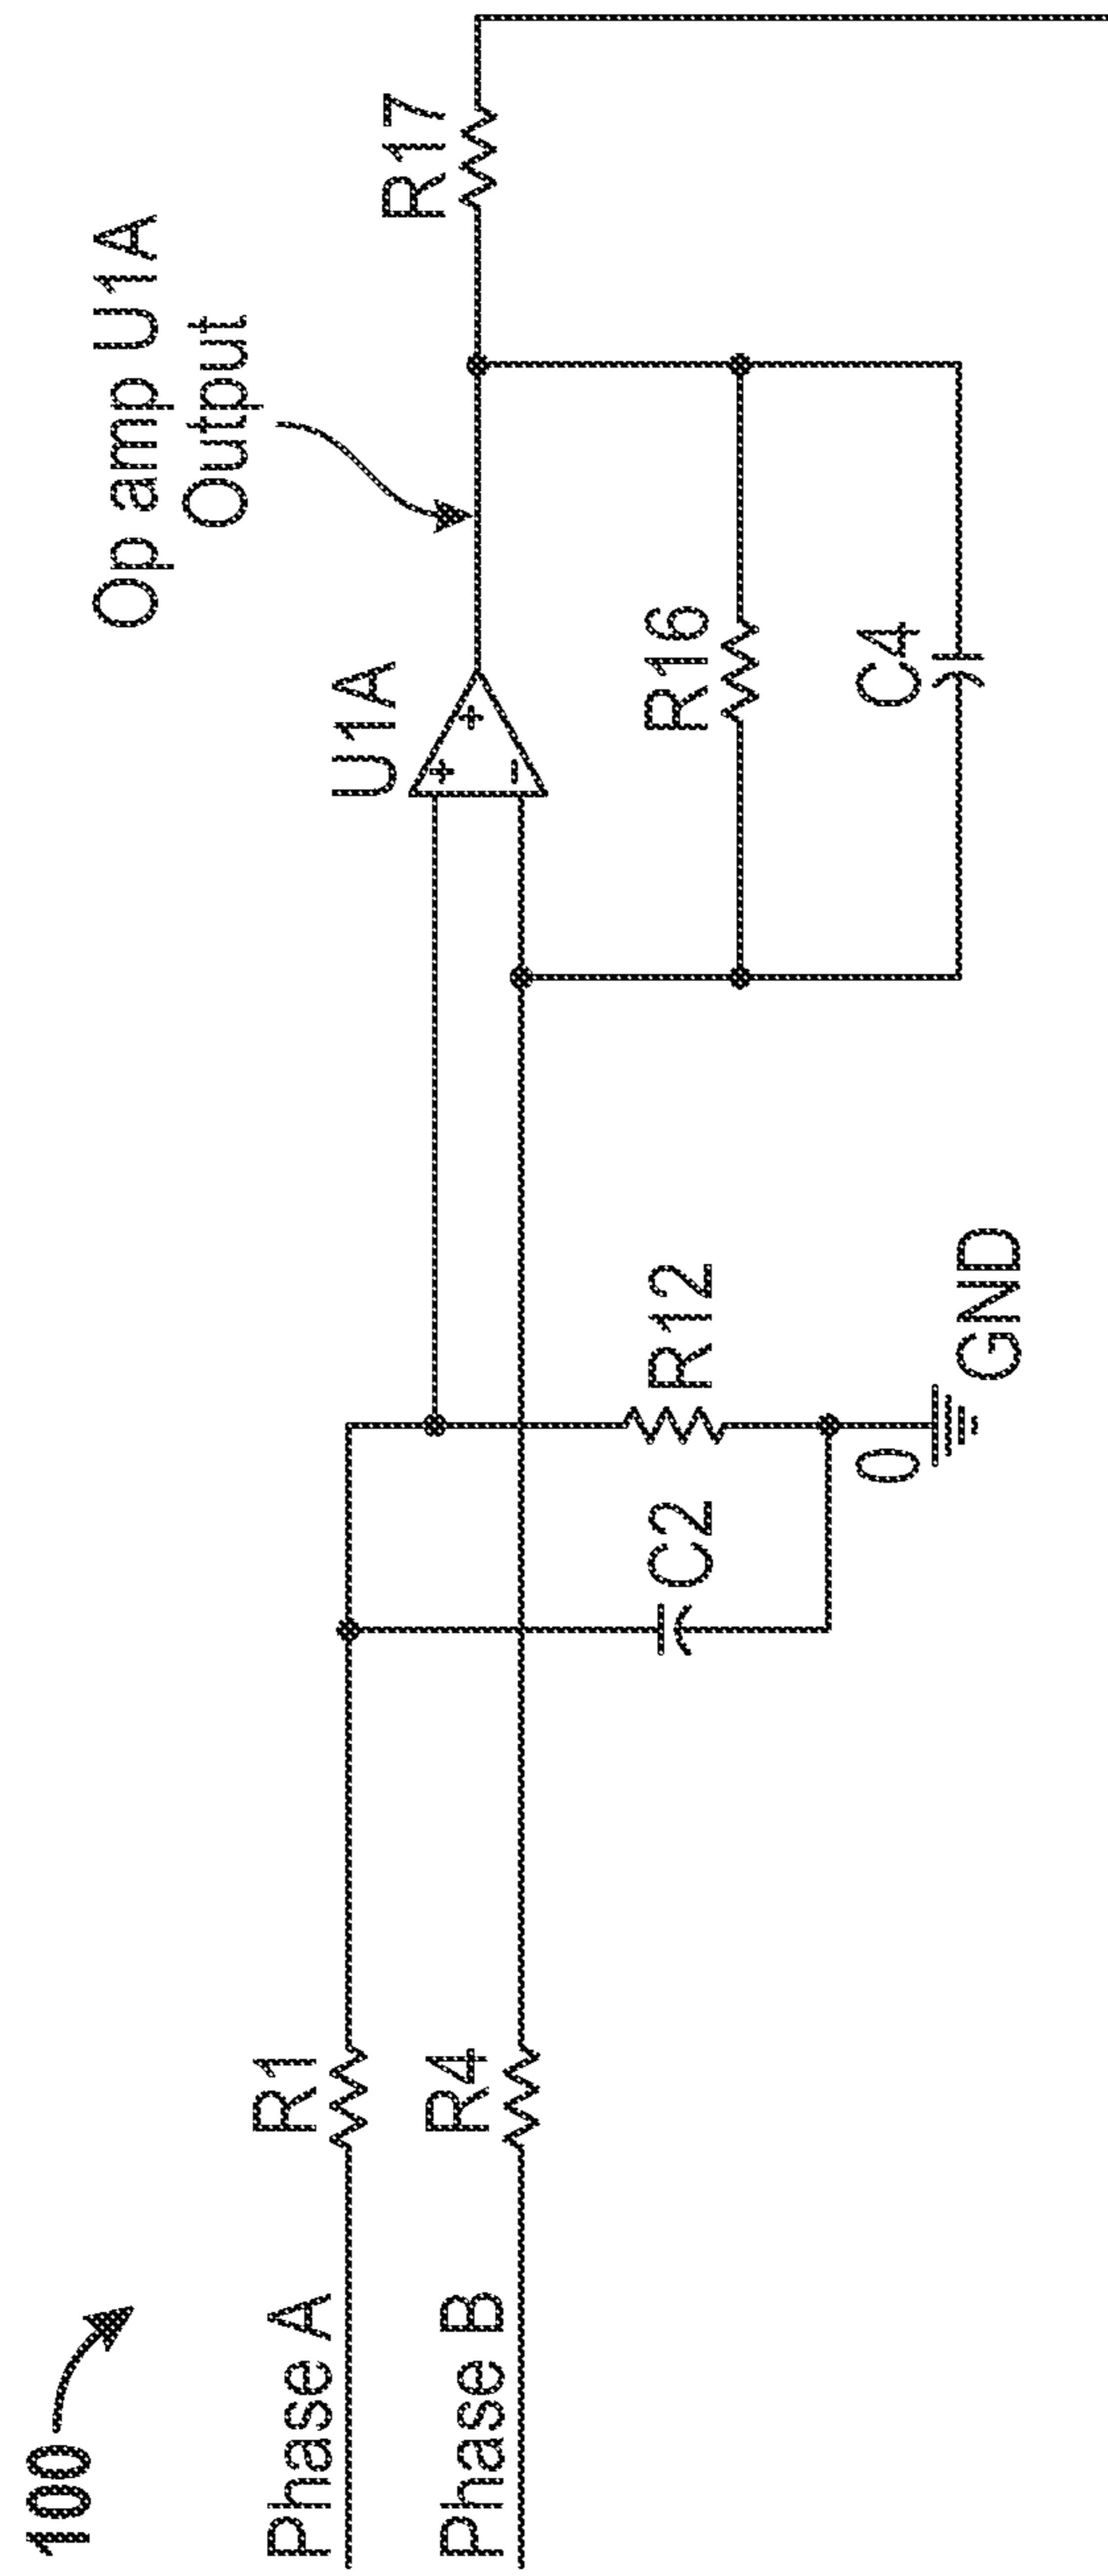 100
Phase A
Phase B
R1
R4
C2
R12
0
GND
U1A
+
-
+
R16
C4
Op amp U1A
Output
R17